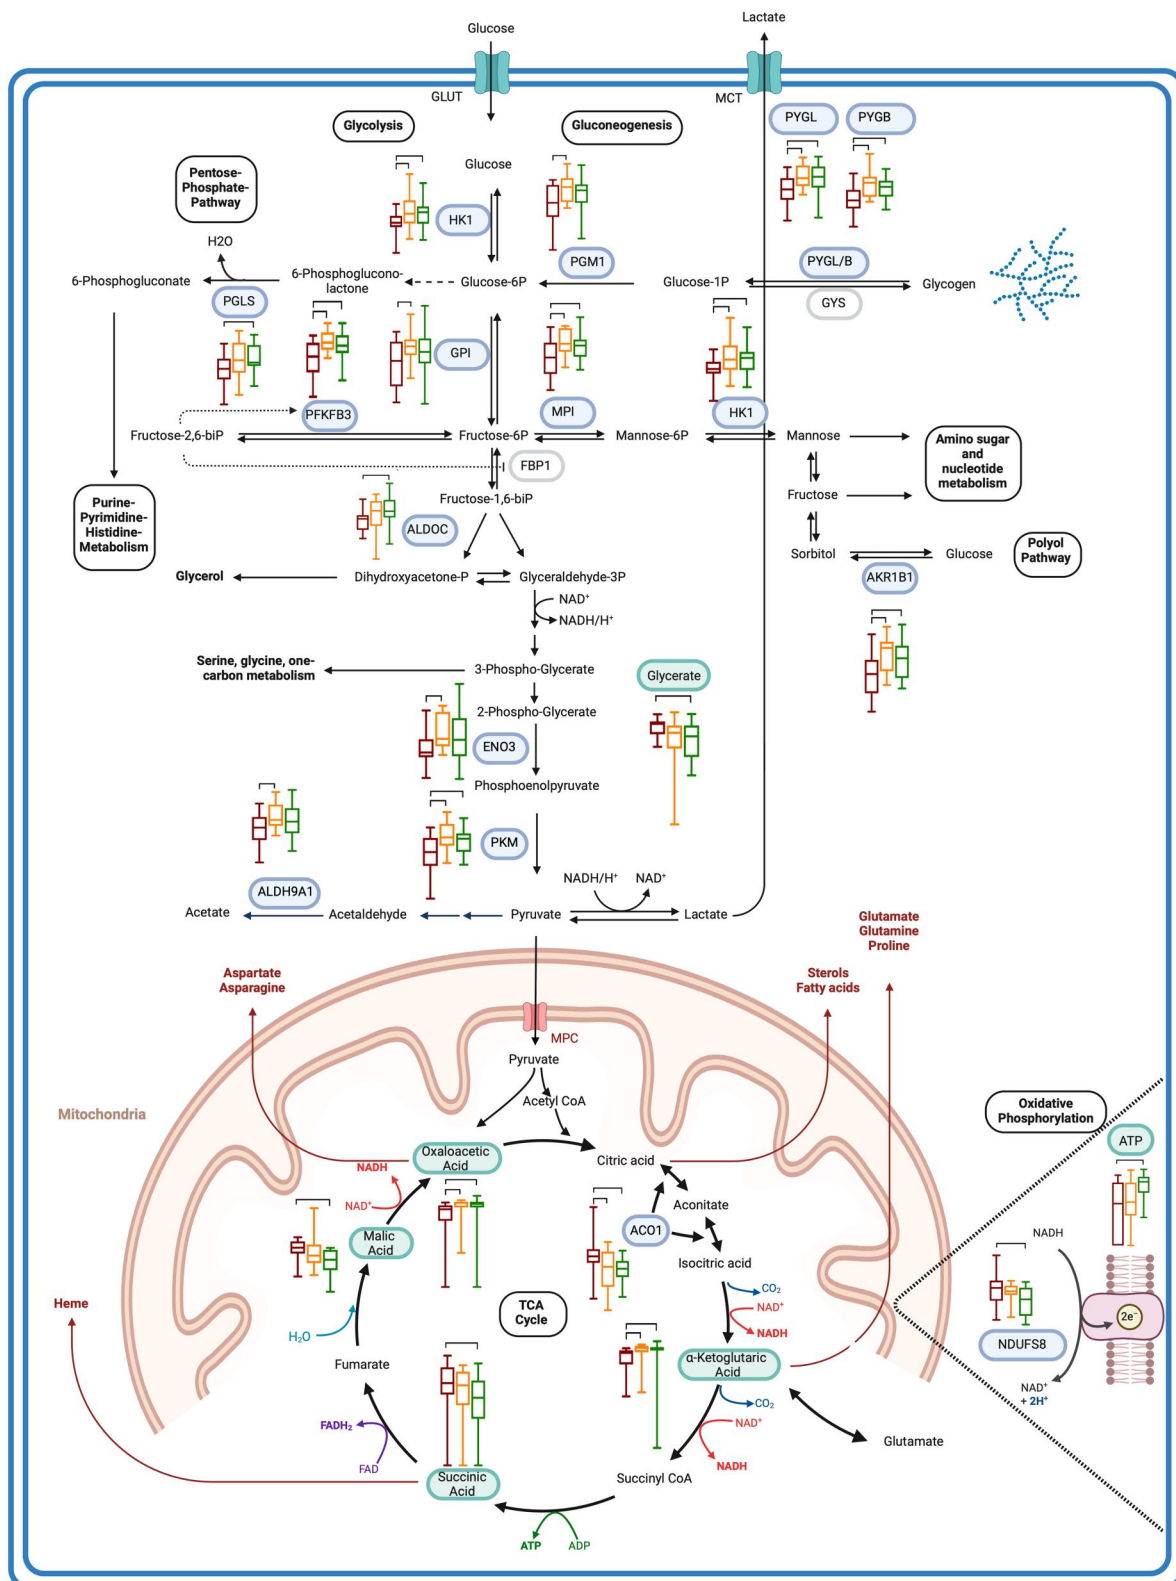 Glucose
Lactate
GLUT
MCT
Glycolysis
Gluconeogenesis
PYGL
PYGB
Pentose-
Phosphate-
Pathway
Glucose
HK1
H2O
PGM1
PYGL/B
6-Phosphogluconate
6-Phosphoglucono-
lactone
Glucose-6P
Glucose-1P
Glycogen
PGLS
GYS
GPI
PFKFB3
MPI
HK1
Fructose-2,6-biP
Fructose-6P
Mannose-6P
Mannose
Amino sugar
and
nucleotide
metabolism
FBP1
Purine-
Pyrimidine-
Histidine-
Metabolism
Fructose-1,6-biP
Fructose
ALDOC
Sorbitol
Glucose
Polyol
Pathway
Glycerol
Dihydroxyacetone-P
Glyceraldehyde-3P
AKR1B1
NAD⁺
NADH/H⁺
Serine, glycine, one-
carbon metabolism
3-Phospho-Glycerate
Glycerate
2-Phospho-Glycerate
ENO3
Phosphoenolpyruvate
PKM
ALDH9A1
NADH/H⁺
NAD⁺
Acetate
Acetaldehyde
Pyruvate
Lactate
Glutamate
Glutamine
Proline
Aspartate
Asparagine
Sterols
Fatty acids
MPC
Pyruvate
Mitochondria
Acetyl CoA
Oxidative
Phosphorylation
ATP
Oxaloacetic
Acid
Citric acid
NADH
NAD⁺
Aconitate
ACO1
Malic
Acid
NADH
Isocitric acid
CO₂
NAD⁺
NADH
Heme
TCA
Cycle
H₂O
2e⁻
NDUFS8
Fumarate
α-Ketoglutaric
Acid
NAD⁺
+ 2H⁺
CO₂
FADH₂
NAD⁺
Glutamate
FAD
NADH
Succinic
Acid
Succinyl CoA
ATP
ADP